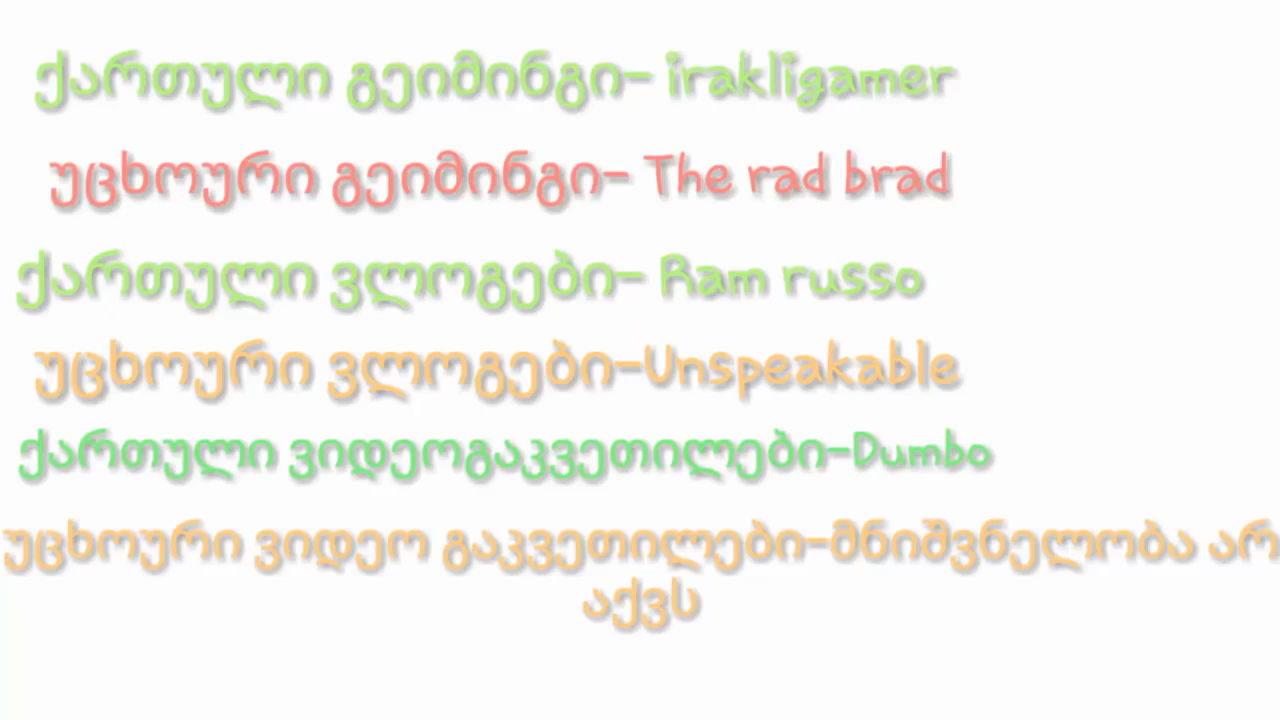 ქართული გეიმინგი- irakligamer
უცხოური გეიმინგი- The rad brad
ქართული ვლოგები- Ram russo
უცხოური ვლოგები-Unspeakable
ქართული ვიდეოგაკვეთილები-Dumbo
უცხოური ვიდეო გაკვეთილები-მნიშვნელობა არ
აქვს